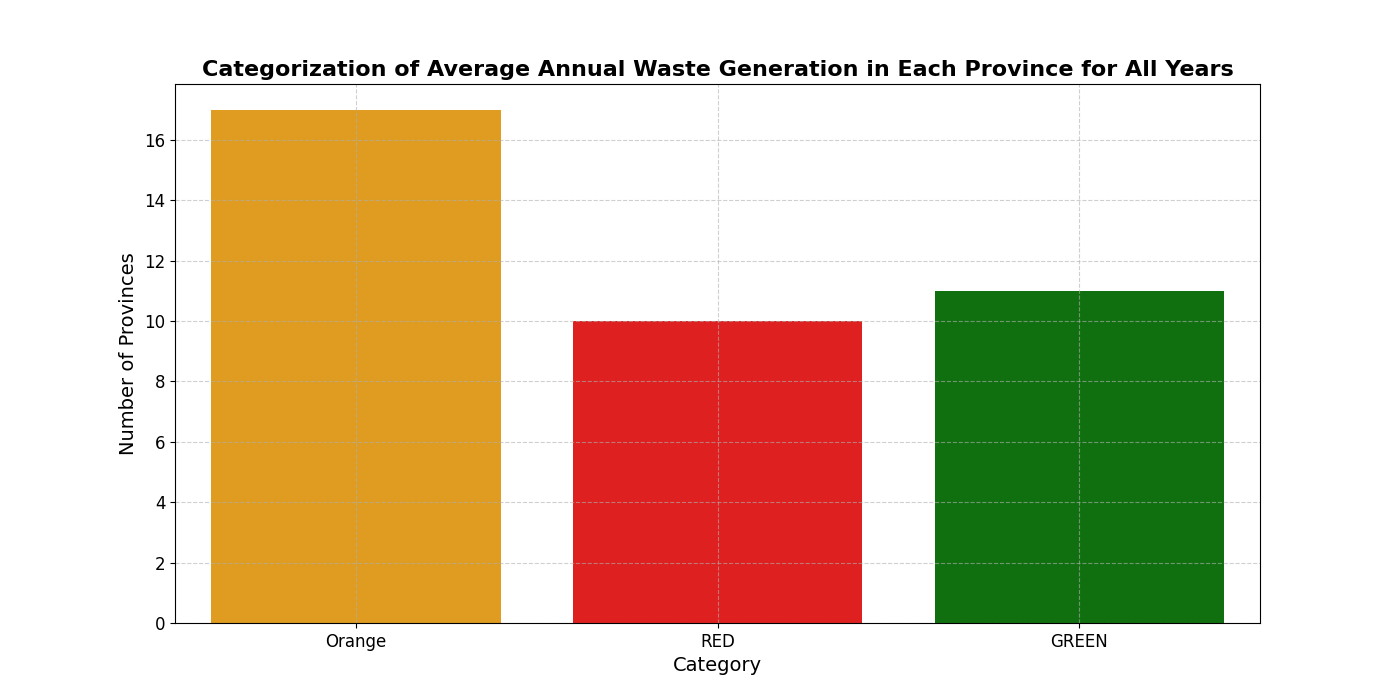 Categorization of Average Annual Waste Generation in Each Province for All Years
Number of Provinces
16
14
12
10
8
6
4
2
0
Orange RED GREEN
Category